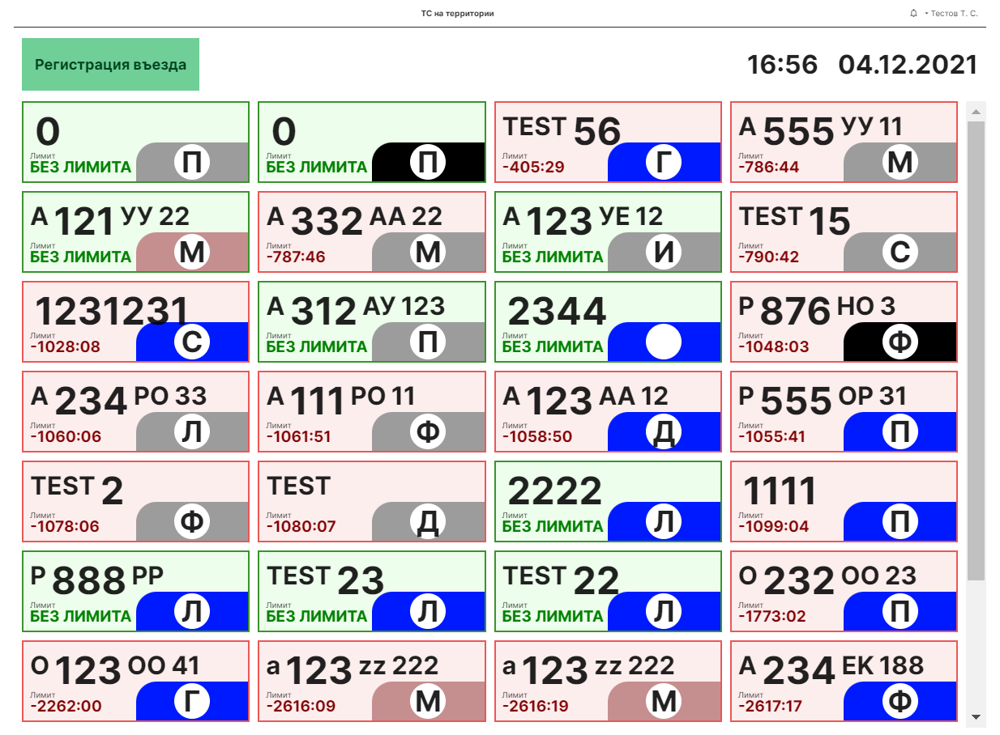 ТС на территории
Тестов Т. С.
Регистрация въезда
16:56 04.12.2021
0
Лимит
БЕЗ ЛИМИТА
П
0
Лимит
БЕЗ ЛИМИТА
П
TEST 56
Лимит
-405:29
Г
А 555 УУ 11
Лимит
-786:44
М
А 121 УУ 22
Лимит
БЕЗ ЛИМИТА
М
А 332 АА 22
Лимит
-787:46
М
А 123 УЕ 12
Лимит
БЕЗ ЛИМИТА
И
TEST 15
Лимит
-790:42
С
1231231
Лимит
-1028:08
С
А 312 АУ 123
Лимит
БЕЗ ЛИМИТА
П
2344
Лимит
БЕЗ ЛИМИТА
Р 876 НО 3
Лимит
-1048:03
Ф
А 234 РО 33
Лимит
-1060:06
Л
А 111 РО 11
Лимит
-1061:51
Ф
А 123 АА 12
Лимит
-1058:50
Д
Р 555 ОР 31
Лимит
-1055:41
П
TEST 2
Лимит
-1078:06
Ф
TEST
Лимит
-1080:07
Д
2222
Лимит
БЕЗ ЛИМИТА
Л
1111
Лимит
-1099:04
П
Р 888 РР
Лимит
БЕЗ ЛИМИТА
Л
TEST 23
Лимит
БЕЗ ЛИМИТА
Л
TEST 22
Лимит
БЕЗ ЛИМИТА
Л
О 232 ОО 23
Лимит
-1773:02
П
О 123 ОО 41
Лимит
-2262:00
Г
а 123 zz 222
Лимит
-2616:09
М
а 123 zz 222
Лимит
-2616:19
М
А 234 ЕК 188
Лимит
-2617:17
Ф